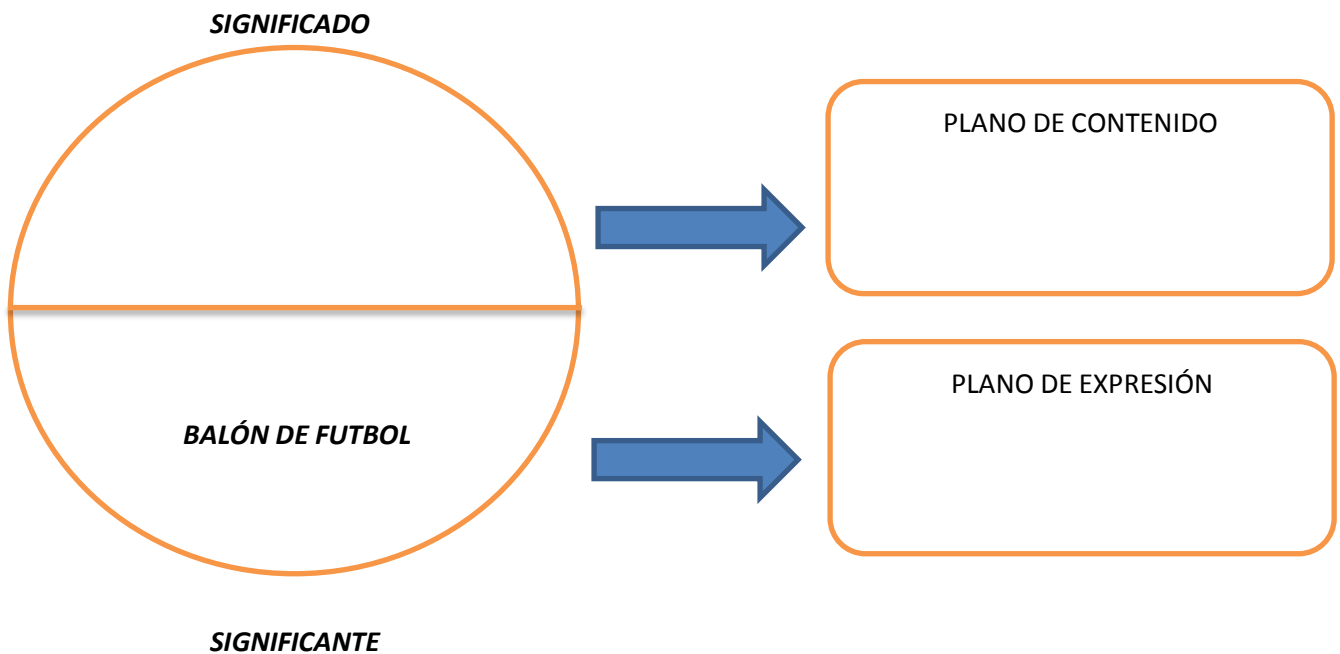 SIGNIFICADO
PLANO DE CONTENIDO
PLANO DE EXPRESIÓN
BALÓN DE FUTBOL
SIGNIFICANTE